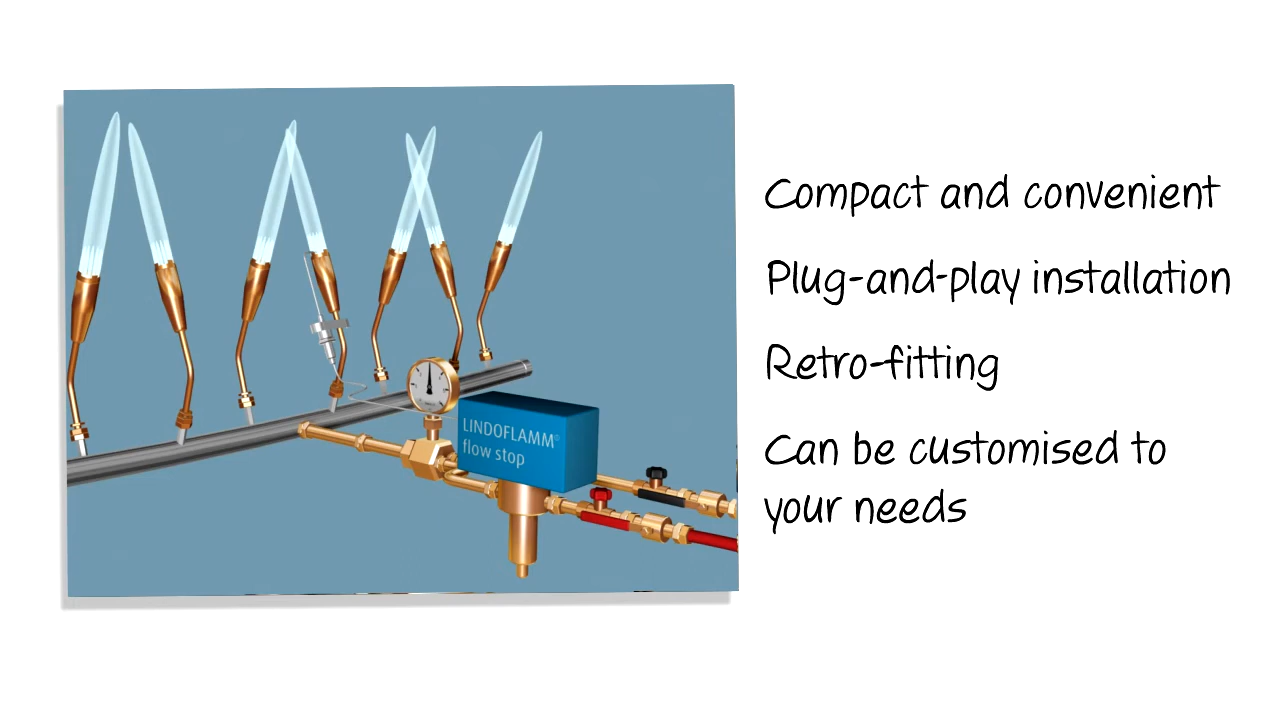 LINDOFLAMM®
flow stop
Compact and convenient
Plug-and-play installation
Retro-fitting
Can be customised to
your needs